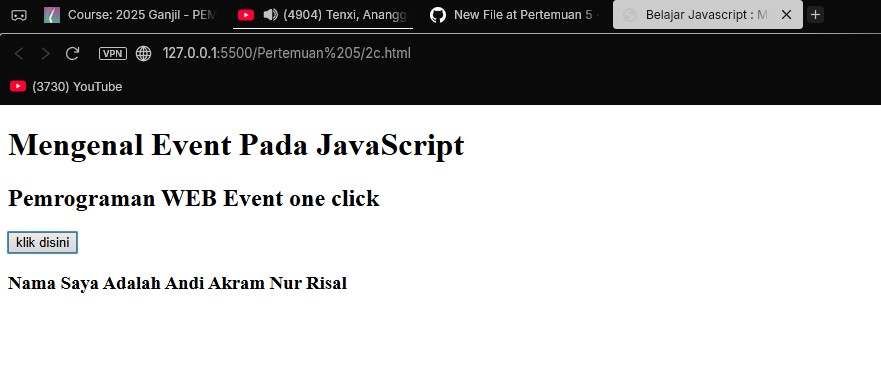 Course: 2025 Ganjil - PEM
(4904) Tenxi, Anangg
New File at Pertemuan 5 ·
Belajar Javascript : M
VPN
127.0.0.1:5500/Pertemuan%205/2c.html
(3730) YouTube
Mengenal Event Pada JavaScript
Pemrograman WEB Event one click
klik disini
Nama Saya Adalah Andi Akram Nur Risal